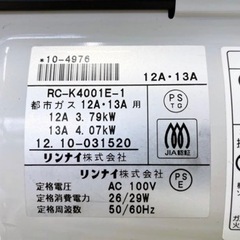 *10-4976
12A・13A
RC-K4001E-1
都市ガス 12A・13A 用
12A 3.79kW
13A 4.07kW
12.10-031520
リンナイ株式会社
PS
TG
JIA認証
リンナイ株式会社
定格電圧 AC 100V
定格消費電力 26/29W
定格周波数 50/60Hz
PS
E